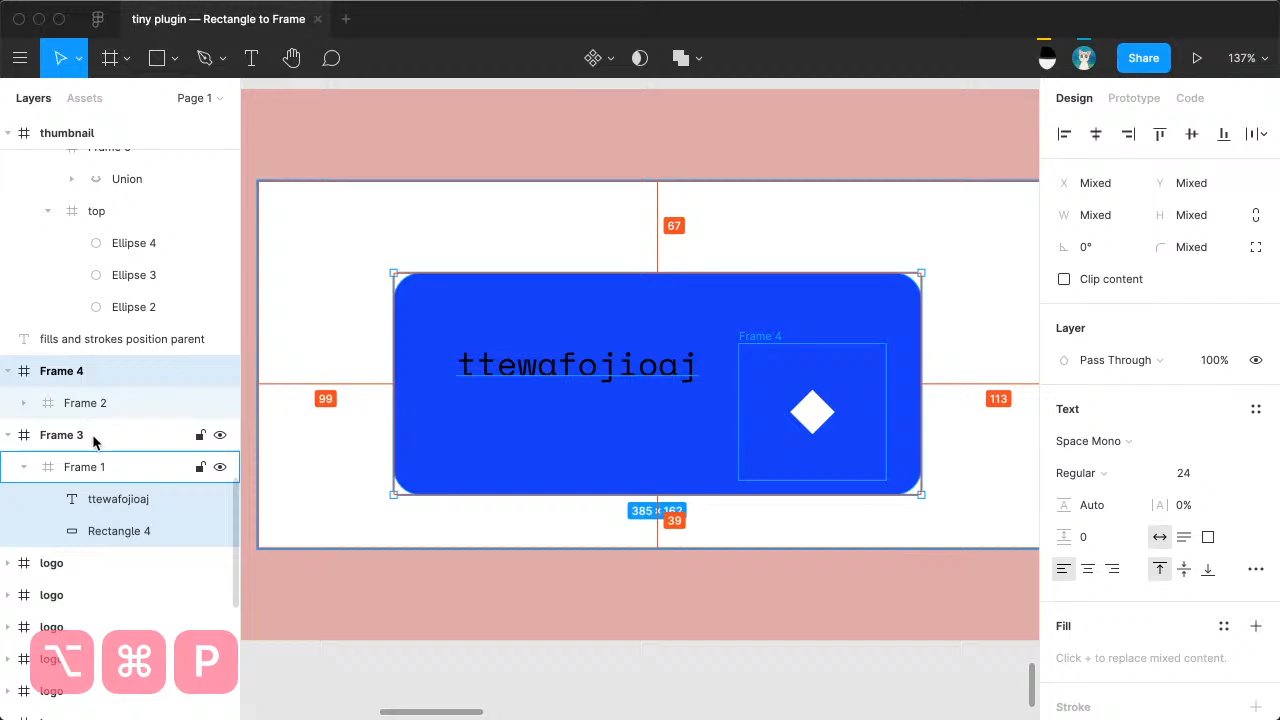 tiny plugin — Rectangle to Frame
Share
137%
Layers
Assets
Page 1
thumbnail
Union
top
Ellipse 4
Ellipse 3
Ellipse 2
fills and strokes position parent
Frame 4
Frame 2
Frame 3
Frame 1
ttewafojioaj
Rectangle 4
logo
logo
logo
logo
logo
⌥ ⌘ P
67
ttewafojioaj
Frame 4
99
113
385 × 162
39
Design
Prototype
Code
X Mixed
Y Mixed
W Mixed
H Mixed
0°
Mixed
Clip content
Layer
Pass Through
100%
Text
Space Mono
Regular
24
Auto
0%
0
Fill
Click + to replace mixed content.
Stroke